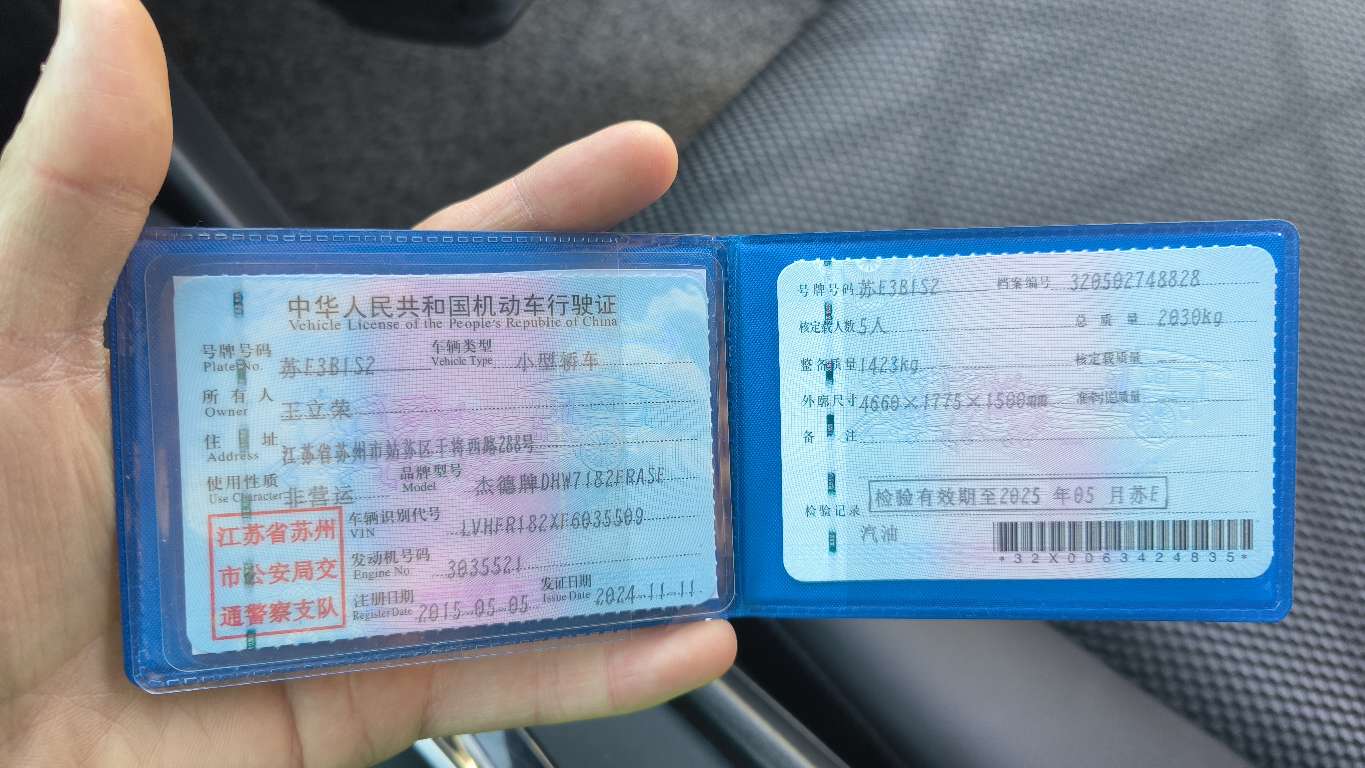 中华人民共和国机动车行驶证
Vehicle License of the People's Republic of China
号牌号码 苏E3B1S2 车辆类型 小型轿车
Plate No. Vehicle Type
所有人 王立荣
Owner
住址 江苏省苏州市姑苏区干将西路288号
Address
使用性质 非营运 品牌型号 杰德牌DHW7182FRASE
Use Character Model
江苏省苏州
市公安局交
通警察支队
车辆识别代号 LVHFR182XF6035509
VIN
发动机号码 3035521
Engine No.
注册日期 2015-05-05 发证日期 2024-11-11
Register Date Issue Date
号牌号码 苏E3B1S2 档案编号 320502748828
核定载人数 5人 总质量 2030kg
整备质量 1423kg 核定载质量
外廓尺寸 4660×1775×1500mm 准牵引总质量
备注
检验有效期至2025 年05 月苏E
检验记录
汽油
*32X0063424835*